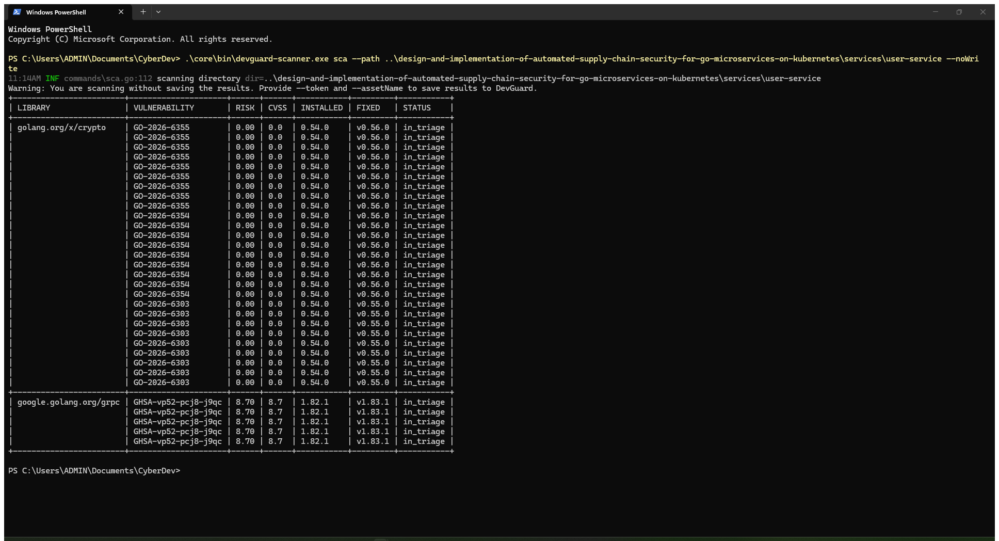 Windows PowerShell
Windows PowerShell
Copyright (C) Microsoft Corporation. All rights reserved.
PS C:\Users\ADMIN\Documents\CyberDev> .\core\bin\devguard-scanner.exe sca --path ..\design-and-implementation-of-automated-supply-chain-security-for-go-microservices-on-kubernetes\services\user-service --noWri
te
11:14AM INF commands\sca.go:112 scanning directory dir=..\design-and-implementation-of-automated-supply-chain-security-for-go-microservices-on-kubernetes\services\user-service
Warning: You are scanning without saving the results. Provide --token and --assetName to save results to DevGuard.
+------------------------+---------------------+------+------+-----------+---------+-----------+
| LIBRARY                | VULNERABILITY       | RISK | CVSS | INSTALLED | FIXED   | STATUS    |
+------------------------+---------------------+------+------+-----------+---------+-----------+
| golang.org/x/crypto    | GO-2026-6355        | 0.00 | 0.0  | 0.54.0    | v0.56.0 | in_triage |
|                        | GO-2026-6355        | 0.00 | 0.0  | 0.54.0    | v0.56.0 | in_triage |
|                        | GO-2026-6355        | 0.00 | 0.0  | 0.54.0    | v0.56.0 | in_triage |
|                        | GO-2026-6355        | 0.00 | 0.0  | 0.54.0    | v0.56.0 | in_triage |
|                        | GO-2026-6355        | 0.00 | 0.0  | 0.54.0    | v0.56.0 | in_triage |
|                        | GO-2026-6355        | 0.00 | 0.0  | 0.54.0    | v0.56.0 | in_triage |
|                        | GO-2026-6355        | 0.00 | 0.0  | 0.54.0    | v0.56.0 | in_triage |
|                        | GO-2026-6355        | 0.00 | 0.0  | 0.54.0    | v0.56.0 | in_triage |
|                        | GO-2026-6355        | 0.00 | 0.0  | 0.54.0    | v0.56.0 | in_triage |
|                        | GO-2026-6354        | 0.00 | 0.0  | 0.54.0    | v0.56.0 | in_triage |
|                        | GO-2026-6354        | 0.00 | 0.0  | 0.54.0    | v0.56.0 | in_triage |
|                        | GO-2026-6354        | 0.00 | 0.0  | 0.54.0    | v0.56.0 | in_triage |
|                        | GO-2026-6354        | 0.00 | 0.0  | 0.54.0    | v0.56.0 | in_triage |
|                        | GO-2026-6354        | 0.00 | 0.0  | 0.54.0    | v0.56.0 | in_triage |
|                        | GO-2026-6354        | 0.00 | 0.0  | 0.54.0    | v0.56.0 | in_triage |
|                        | GO-2026-6354        | 0.00 | 0.0  | 0.54.0    | v0.56.0 | in_triage |
|                        | GO-2026-6354        | 0.00 | 0.0  | 0.54.0    | v0.56.0 | in_triage |
|                        | GO-2026-6354        | 0.00 | 0.0  | 0.54.0    | v0.56.0 | in_triage |
|                        | GO-2026-6303        | 0.00 | 0.0  | 0.54.0    | v0.55.0 | in_triage |
|                        | GO-2026-6303        | 0.00 | 0.0  | 0.54.0    | v0.55.0 | in_triage |
|                        | GO-2026-6303        | 0.00 | 0.0  | 0.54.0    | v0.55.0 | in_triage |
|                        | GO-2026-6303        | 0.00 | 0.0  | 0.54.0    | v0.55.0 | in_triage |
|                        | GO-2026-6303        | 0.00 | 0.0  | 0.54.0    | v0.55.0 | in_triage |
|                        | GO-2026-6303        | 0.00 | 0.0  | 0.54.0    | v0.55.0 | in_triage |
|                        | GO-2026-6303        | 0.00 | 0.0  | 0.54.0    | v0.55.0 | in_triage |
|                        | GO-2026-6303        | 0.00 | 0.0  | 0.54.0    | v0.55.0 | in_triage |
|                        | GO-2026-6303        | 0.00 | 0.0  | 0.54.0    | v0.55.0 | in_triage |
+------------------------+---------------------+------+------+-----------+---------+-----------+
| google.golang.org/grpc | GHSA-vp52-pcj8-j9qc | 8.70 | 8.7  | 1.82.1    | v1.83.1 | in_triage |
|                        | GHSA-vp52-pcj8-j9qc | 8.70 | 8.7  | 1.82.1    | v1.83.1 | in_triage |
|                        | GHSA-vp52-pcj8-j9qc | 8.70 | 8.7  | 1.82.1    | v1.83.1 | in_triage |
|                        | GHSA-vp52-pcj8-j9qc | 8.70 | 8.7  | 1.82.1    | v1.83.1 | in_triage |
|                        | GHSA-vp52-pcj8-j9qc | 8.70 | 8.7  | 1.82.1    | v1.83.1 | in_triage |
+------------------------+---------------------+------+------+-----------+---------+-----------+
PS C:\Users\ADMIN\Documents\CyberDev>